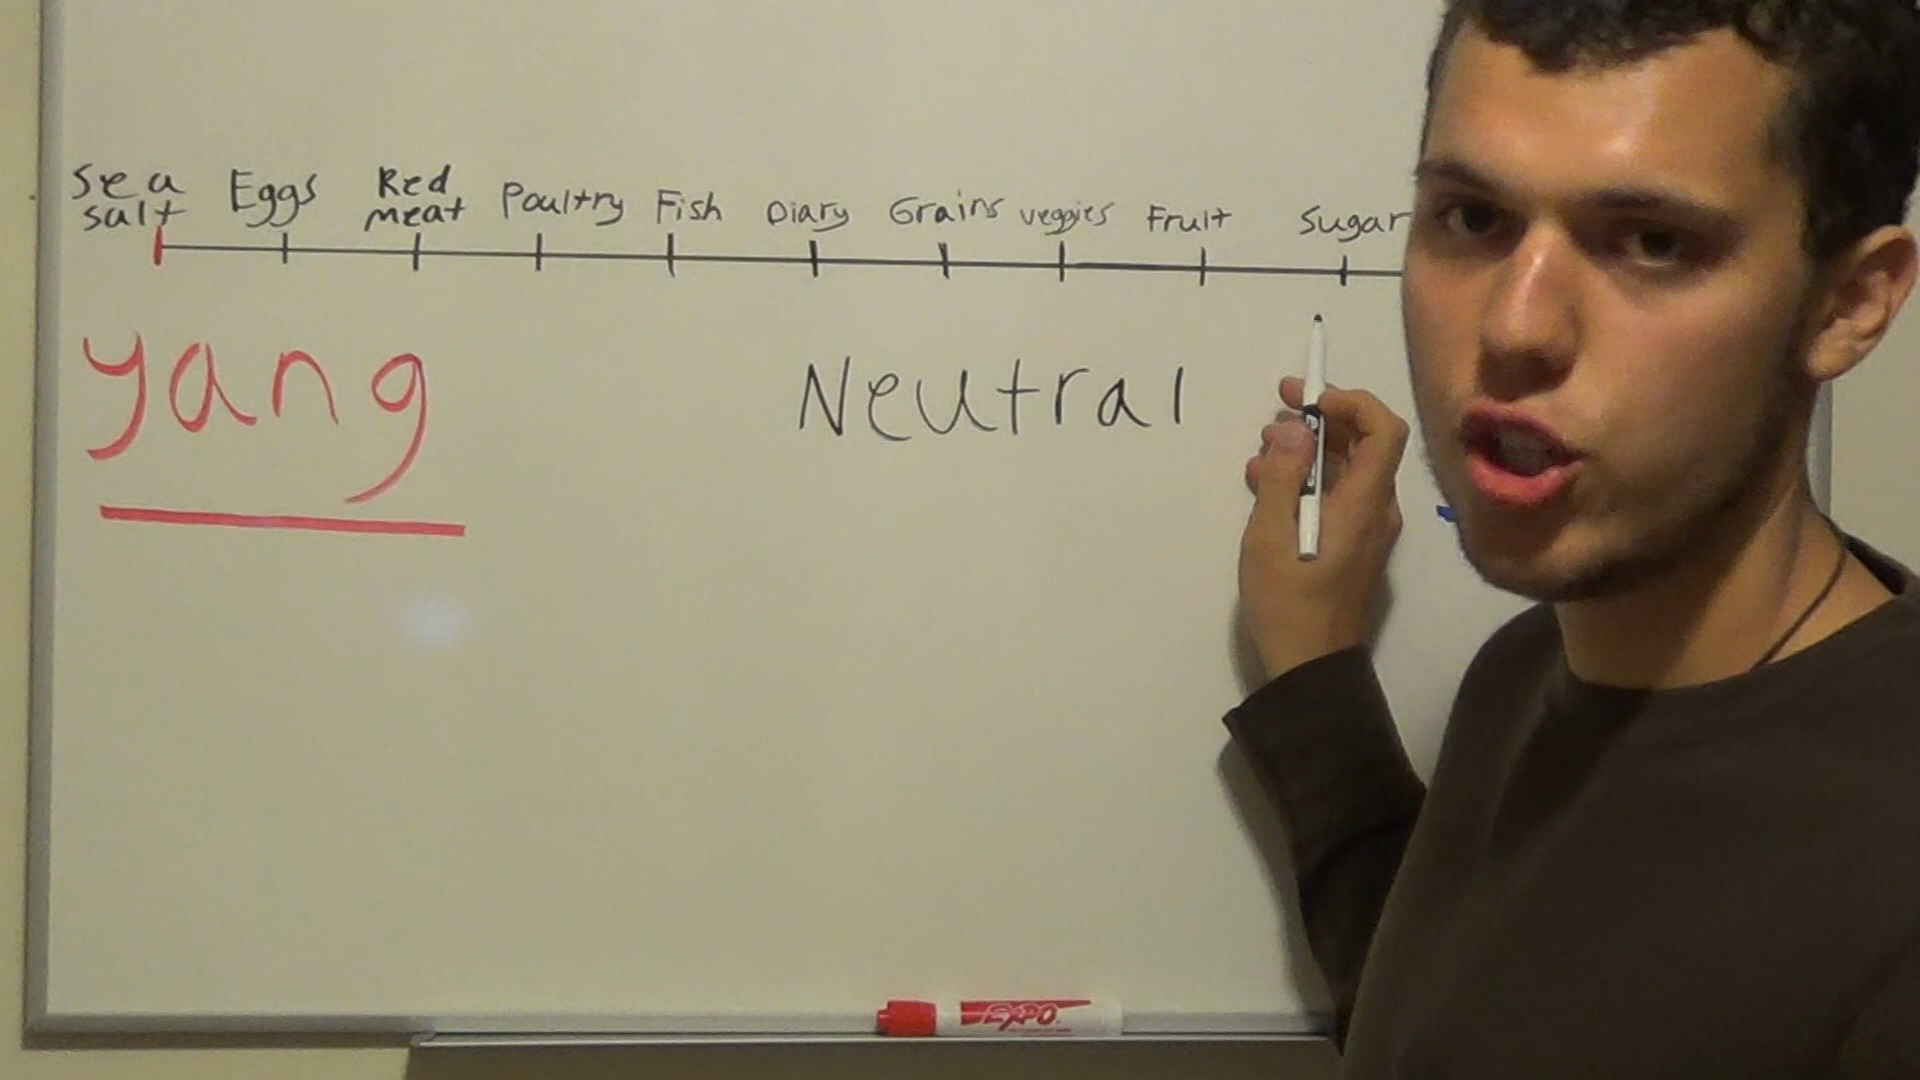 Sea
salt
Eggs
Red
meat
Poultry
Fish
Diary
Grains
veggies
Fruit
Sugar
yang
Neutral
EXPO